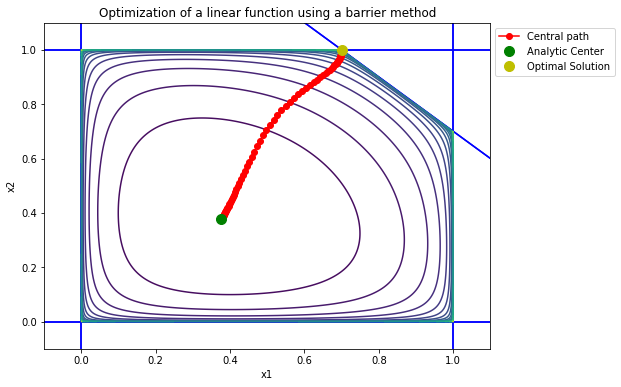 Optimization of a linear function using a barrier method
Central path
Analytic Center
Optimal Solution
x2
1.0
0.8
0.6
0.4
0.2
0.0
0.0 0.2 0.4 0.6 0.8 1.0
x1